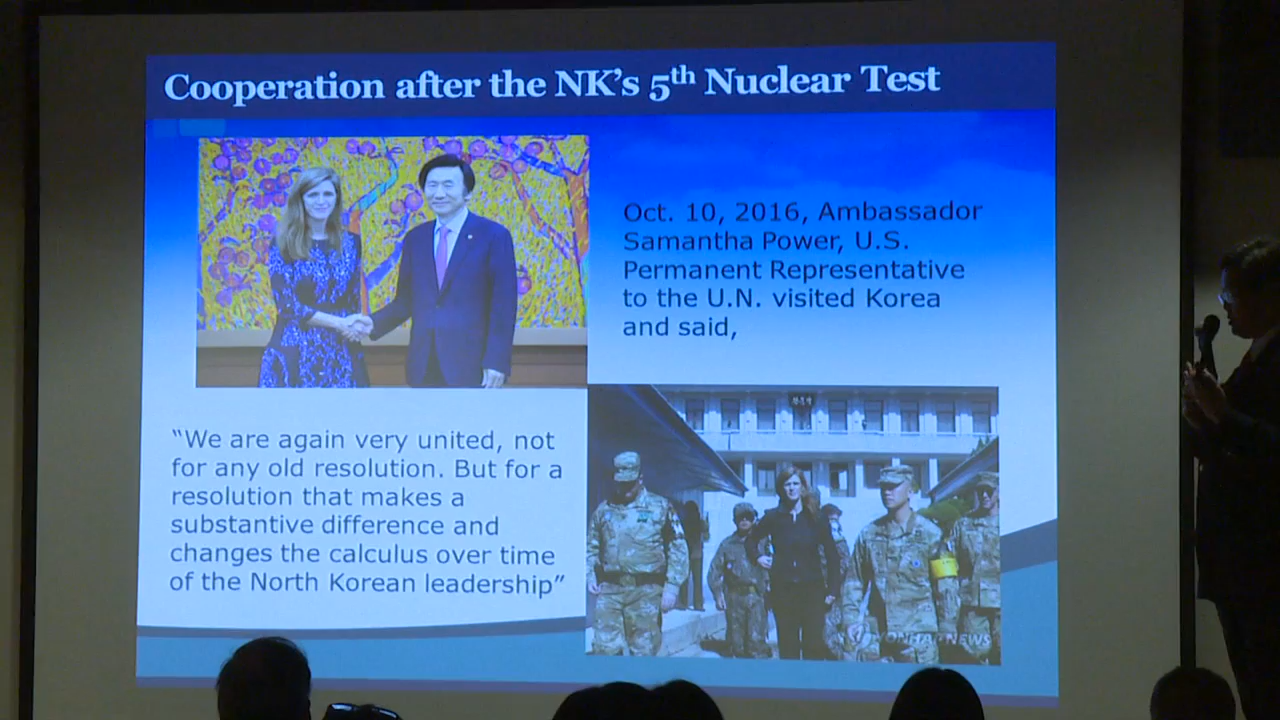 Cooperation after the NK's 5th Nuclear Test
Oct. 10, 2016, Ambassador
Samantha Power, U.S.
Permanent Representative
to the U.N. visited Korea
and said,
“We are again very united, not
for any old resolution. But for a
resolution that makes a
substantive difference and
changes the calculus over time
of the North Korean leadership”
YONHAP NEWS